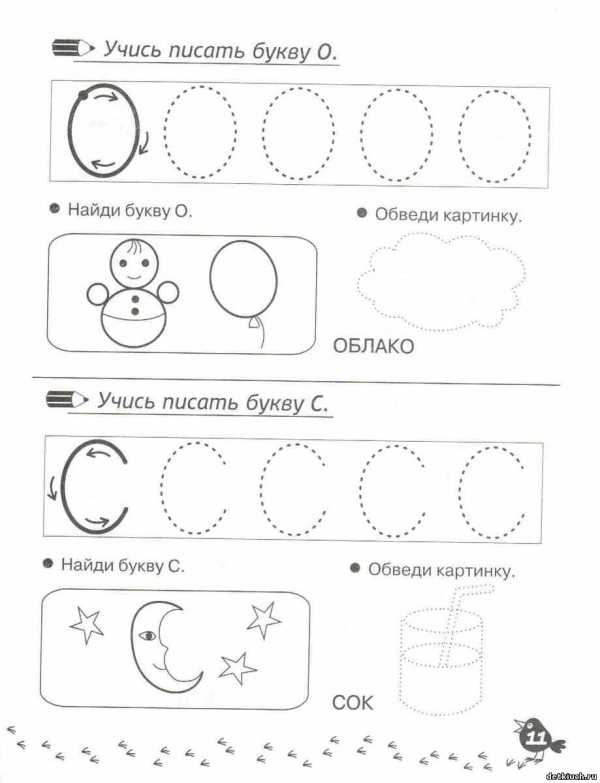 Учись писать букву О.
Найди букву О.
Обведи картинку.
ОБЛАКО
Учись писать букву С.
Найди букву С.
Обведи картинку.
СОК
11
detkiuch.ru